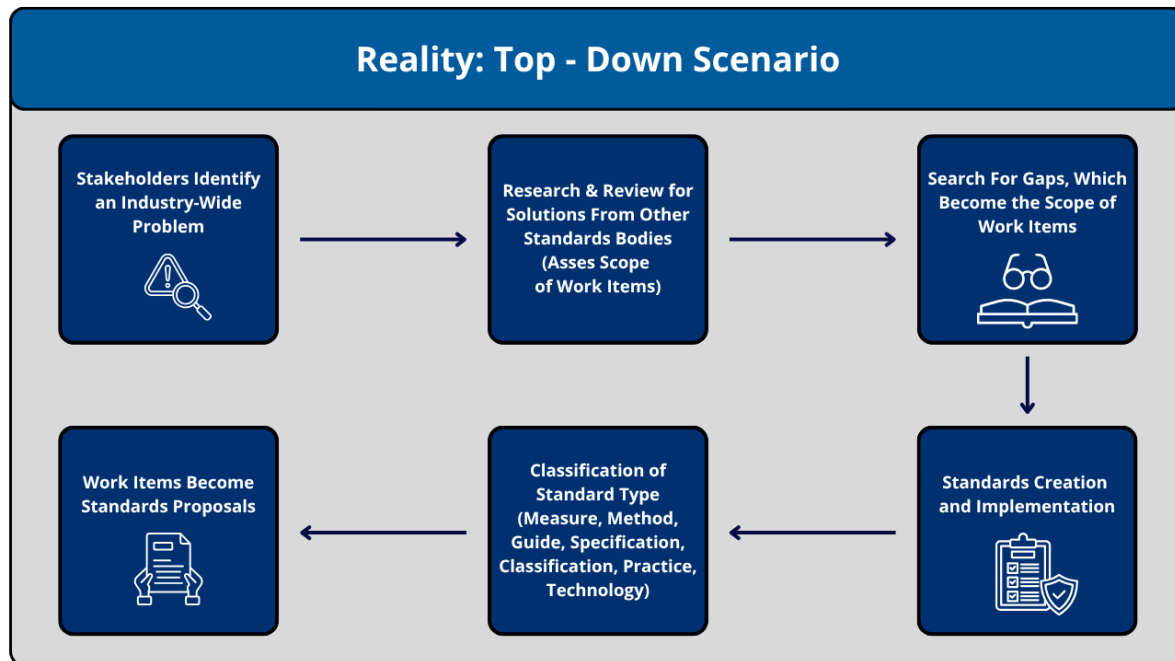 Reality: Top - Down Scenario
Stakeholders Identify
an Industry-Wide
Problem
Research & Review for
Solutions From Other
Standards Bodies
(Asses Scope
of Work Items)
Search For Gaps, Which
Become the Scope of
Work Items
Standards Creation
and Implementation
Classification of
Standard Type
(Measure, Method,
Guide, Specification,
Classification, Practice,
Technology)
Work Items Become
Standards Proposals